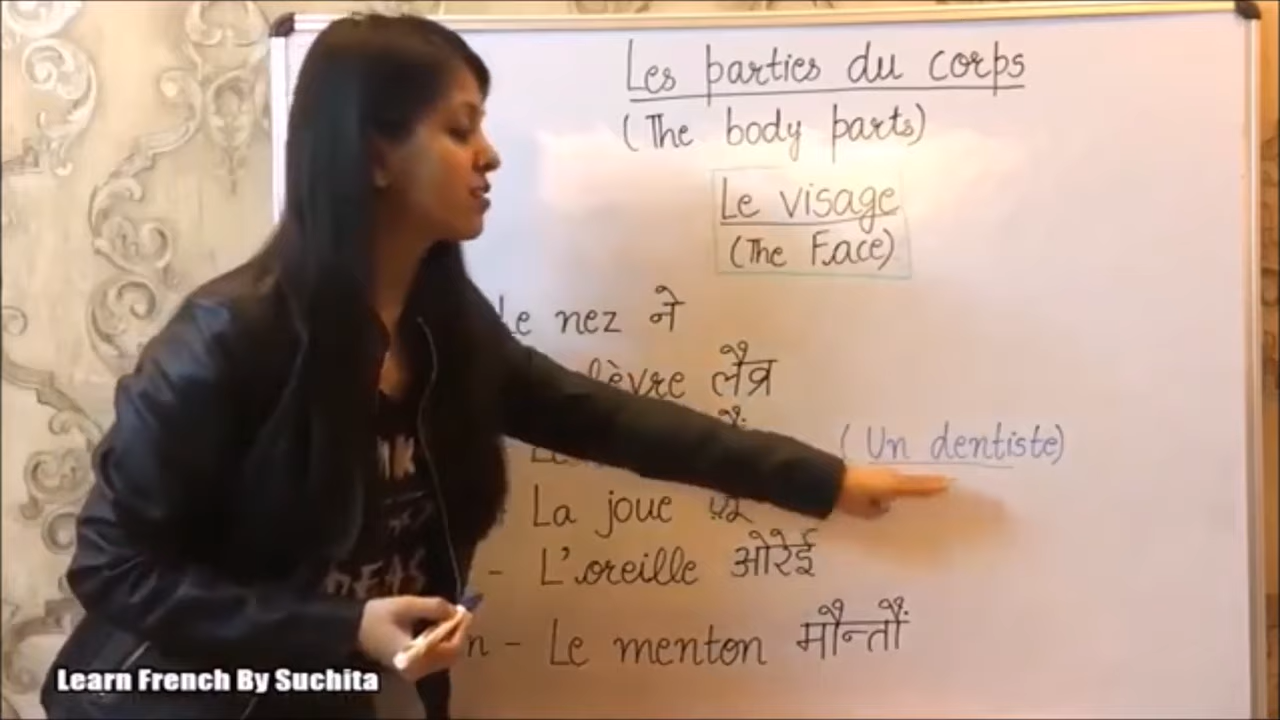 Les parties du corps
(The body parts)
Le visage
(The Face)
Le nez ने
lèvre लैव्र
(Un dentiste)
La joue
- L'oreille ओरेई
n - Le menton मौन्तौं
Learn French By Suchita